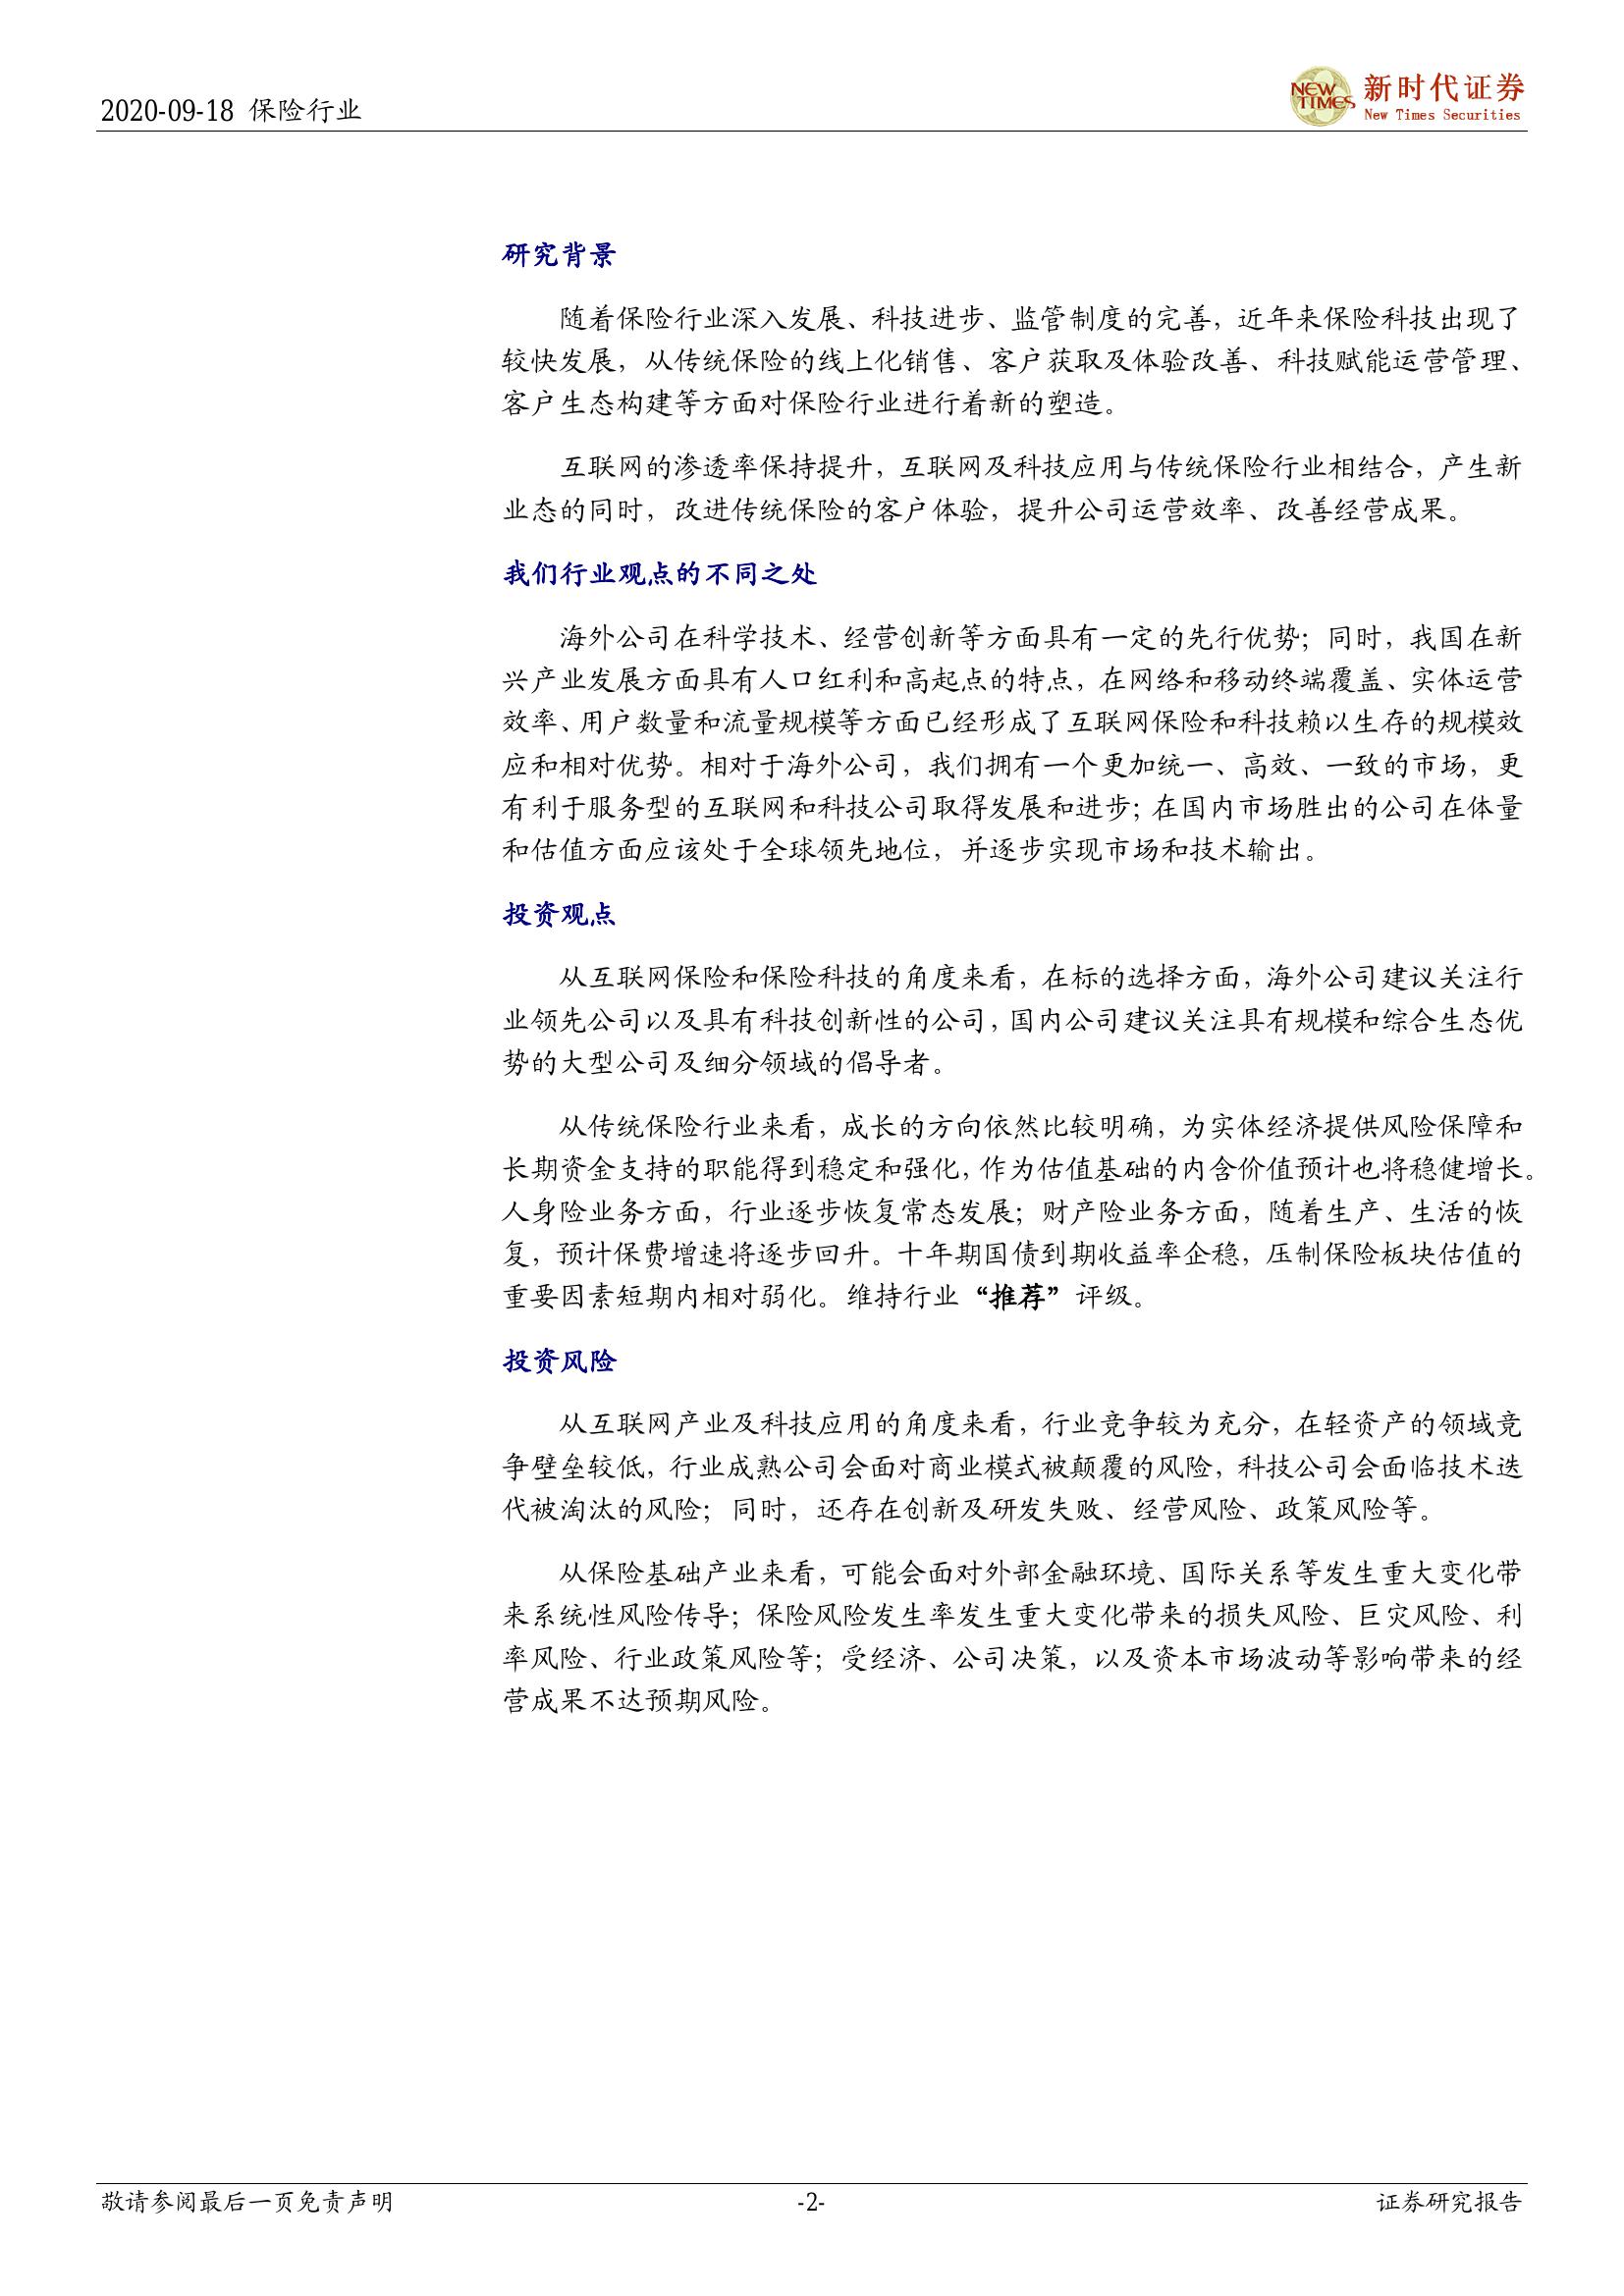 2020-09-18 保险行业
NEW TIMES
新时代证券
New Times Securities
研究背景
随着保险行业深入发展、科技进步、监管制度的完善，近年来保险科技出现了
较快发展，从传统保险的线上化销售、客户获取及体验改善、科技赋能运营管理、
客户生态构建等方面对保险行业进行着新的塑造。
互联网的渗透率保持提升，互联网及科技应用与传统保险行业相结合，产生新
业态的同时，改进传统保险的客户体验，提升公司运营效率、改善经营成果。
我们行业观点的不同之处
海外公司在科学技术、经营创新等方面具有一定的先行优势；同时，我国在新
兴产业发展方面具有人口红利和高起点的特点，在网络和移动终端覆盖、实体运营
效率、用户数量和流量规模等方面已经形成了互联网保险和科技赖以生存的规模效
应和相对优势。相对于海外公司，我们拥有一个更加统一、高效、一致的市场，更
有利于服务型的互联网和科技公司取得发展和进步；在国内市场胜出的公司在体量
和估值方面应该处于全球领先地位，并逐步实现市场和技术输出。
投资观点
从互联网保险和保险科技的角度来看，在标的选择方面，海外公司建议关注行
业领先公司以及具有科技创新性的公司，国内公司建议关注具有规模和综合生态优
势的大型公司及细分领域的倡导者。
从传统保险行业来看，成长的方向依然比较明确，为实体经济提供风险保障和
长期资金支持的职能得到稳定和强化，作为估值基础的内含价值预计也将稳健增长。
人身险业务方面，行业逐步恢复常态发展；财产险业务方面，随着生产、生活的恢
复，预计保费增速将逐步回升。十年期国债到期收益率企稳，压制保险板块估值的
重要因素短期内相对弱化。维持行业“推荐”评级。
投资风险
从互联网产业及科技应用的角度来看，行业竞争较为充分，在轻资产的领域竞
争壁垒较低，行业成熟公司会面对商业模式被颠覆的风险，科技公司会面临技术迭
代被淘汰的风险；同时，还存在创新及研发失败、经营风险、政策风险等。
从保险基础产业来看，可能会面对外部金融环境、国际关系等发生重大变化带
来系统性风险传导；保险风险发生率发生重大变化带来的损失风险、巨灾风险、利
率风险、行业政策风险等；受经济、公司决策，以及资本市场波动等影响带来的经
营成果不达预期风险。
敬请参阅最后一页免责声明
-2-
证券研究报告